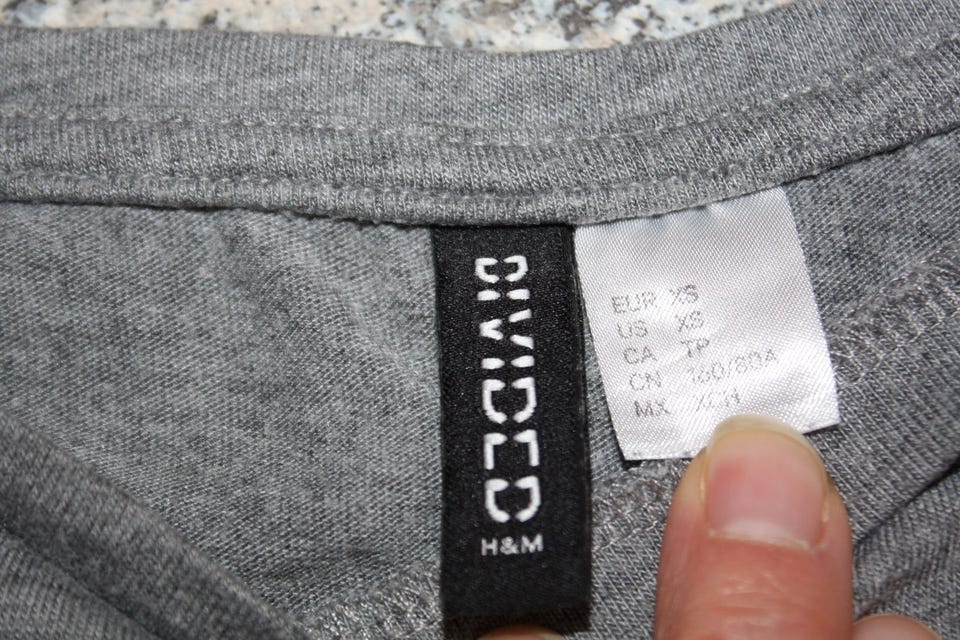 DIVIDED
H&M
EUR XS
US XS
CA TP
CN 160/80A
MX XCH